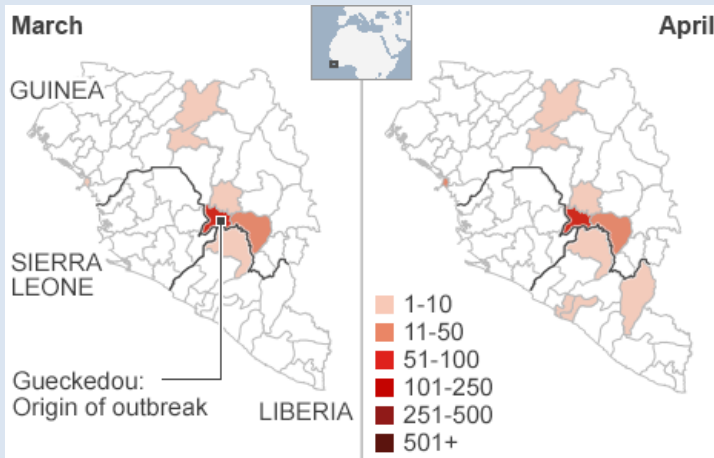 March
April
GUINEA
SIERRA
LEONE
Gueckedou:
Origin of outbreak
LIBERIA
1-10
11-50
51-100
101-250
251-500
501+